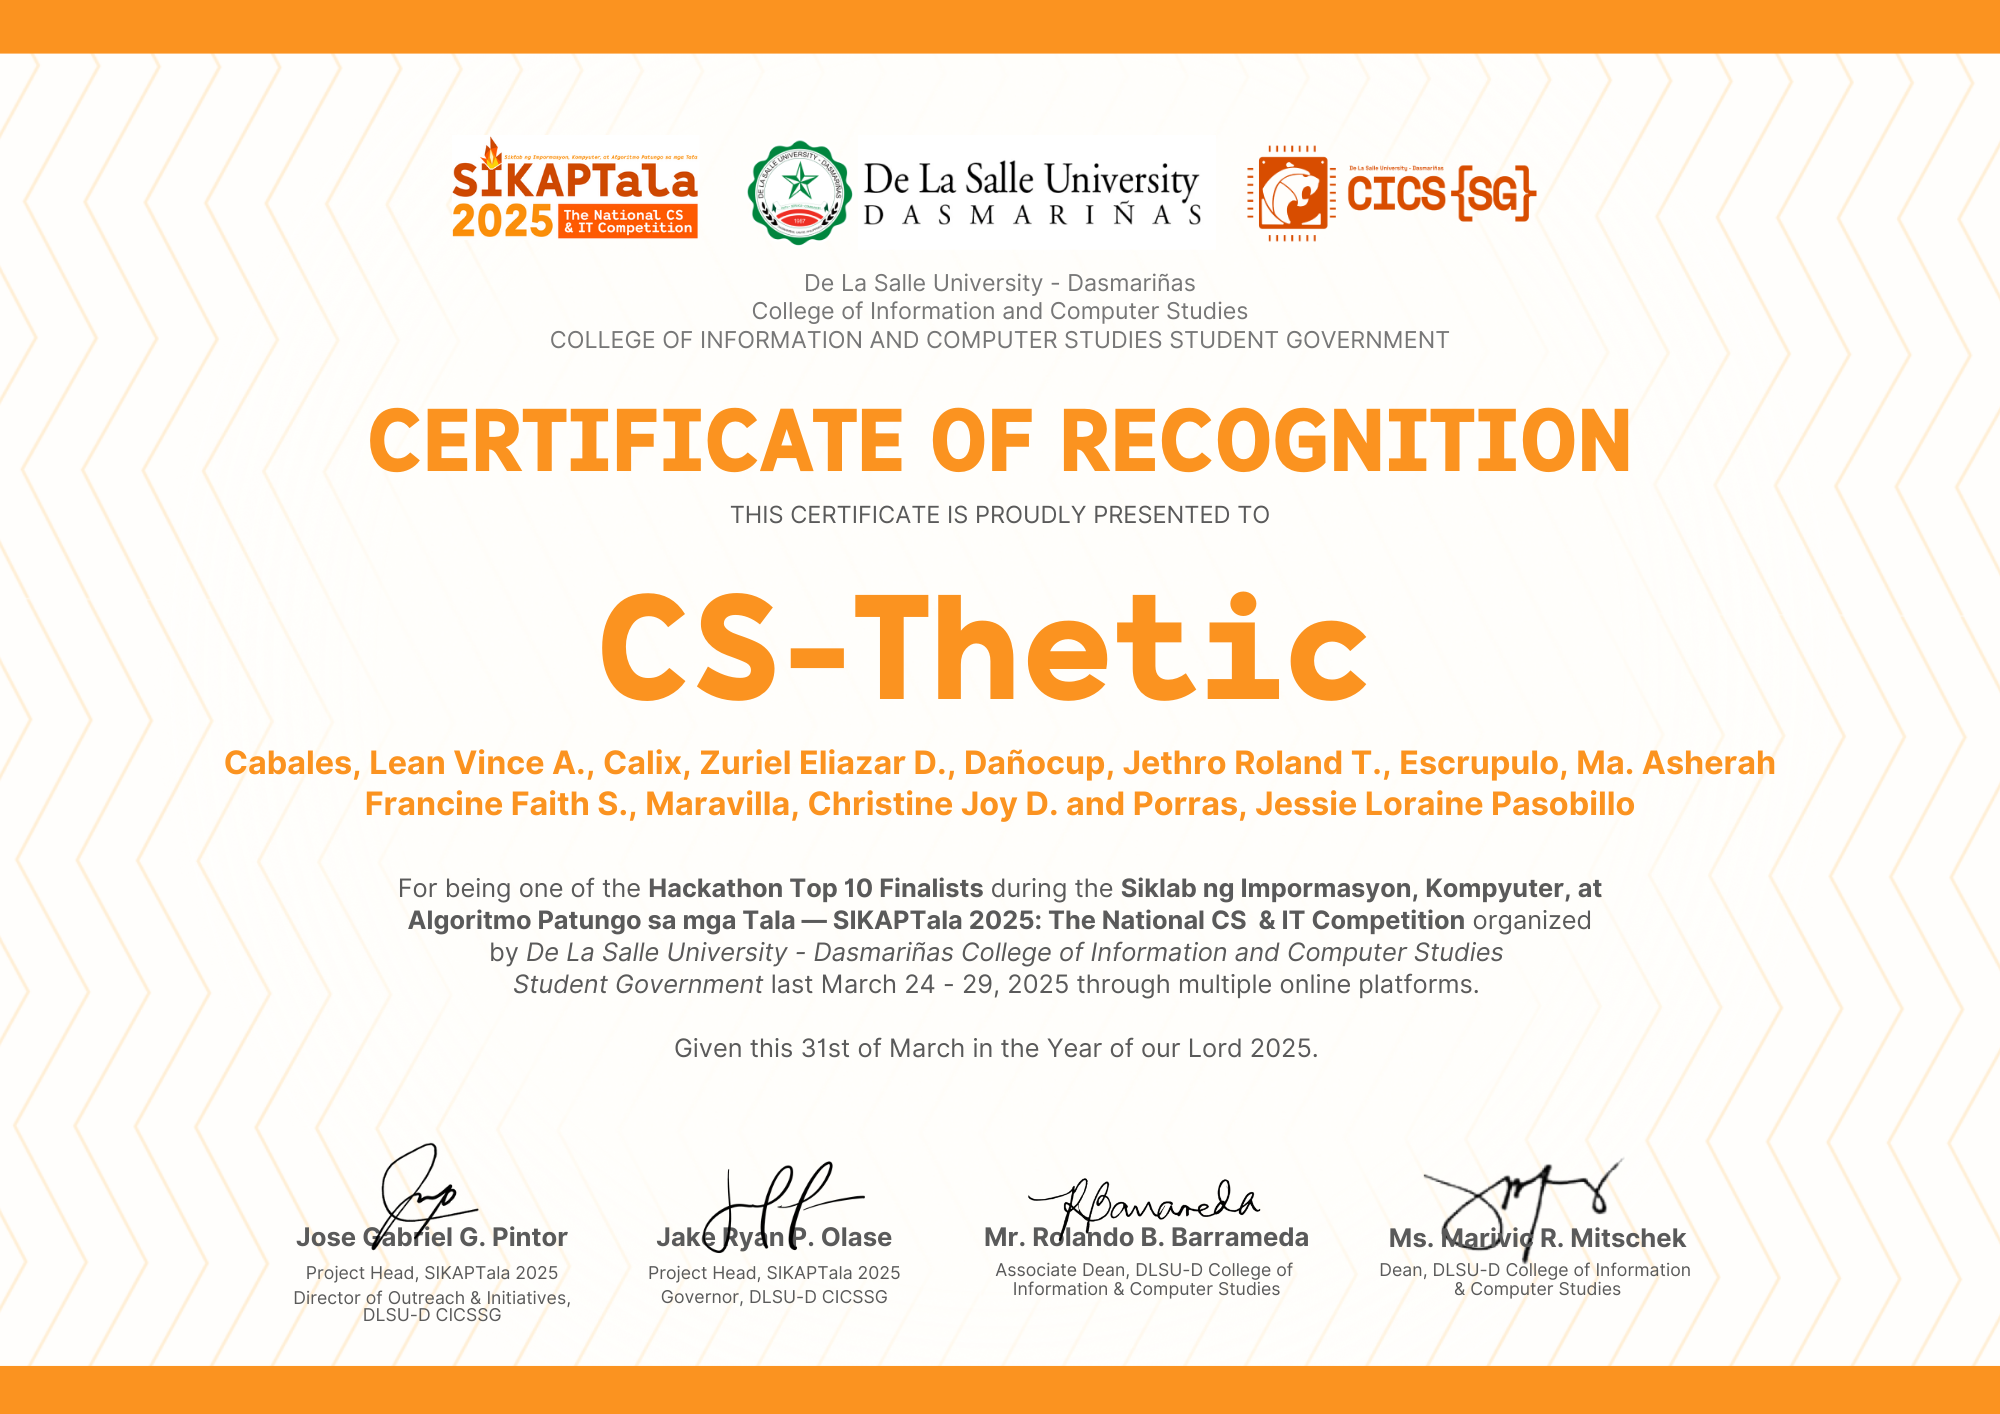 Siklab ng Impormasyon, Kompyuter, at Algoritmo Patungo sa mga Tala
SIKAPTala
2025 The National CS
& IT Competition
DE LA SALLE UNIVERSITY - DASMARIÑAS
De La Salle University
DASMARIÑAS
De La Salle University - Dasmariñas
CICS{SG}
De La Salle University - Dasmariñas
College of Information and Computer Studies
COLLEGE OF INFORMATION AND COMPUTER STUDIES STUDENT GOVERNMENT
CERTIFICATE OF RECOGNITION
THIS CERTIFICATE IS PROUDLY PRESENTED TO
CS-Thetic
Cabales, Lean Vince A., Calix, Zuriel Eliazar D., Dañocup, Jethro Roland T., Escrupulo, Ma. Asherah
Francine Faith S., Maravilla, Christine Joy D. and Porras, Jessie Loraine Pasobillo
For being one of the Hackathon Top 10 Finalists during the Siklab ng Impormasyon, Kompyuter, at
Algoritmo Patungo sa mga Tala — SIKAPTala 2025: The National CS & IT Competition organized
by De La Salle University - Dasmariñas College of Information and Computer Studies
Student Government last March 24 - 29, 2025 through multiple online platforms.
Given this 31st of March in the Year of our Lord 2025.
Jose Gabriel G. Pintor
Project Head, SIKAPTala 2025
Director of Outreach & Initiatives,
DLSU-D CICSSG
Jake Ryan P. Olase
Project Head, SIKAPTala 2025
Governor, DLSU-D CICSSG
RBarrameda
Mr. Rolando B. Barrameda
Associate Dean, DLSU-D College of
Information & Computer Studies
Ms. Marivic R. Mitschek
Dean, DLSU-D College of Information
& Computer Studies